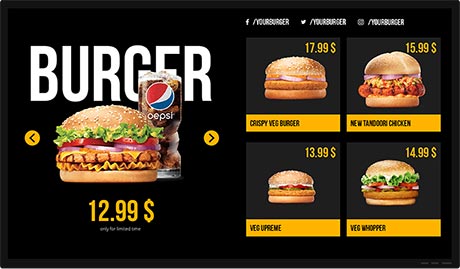 /YOURBURGER
/YOURBURGER
/YOURBURGER
BURGER
pepsi
12.99 $
only for limited time
17.99 $
CRISPY VEG BURGER
15.99 $
NEW TANDOORI CHICKEN
13.99 $
VEG UPREME
14.99 $
VEG WHOPPER